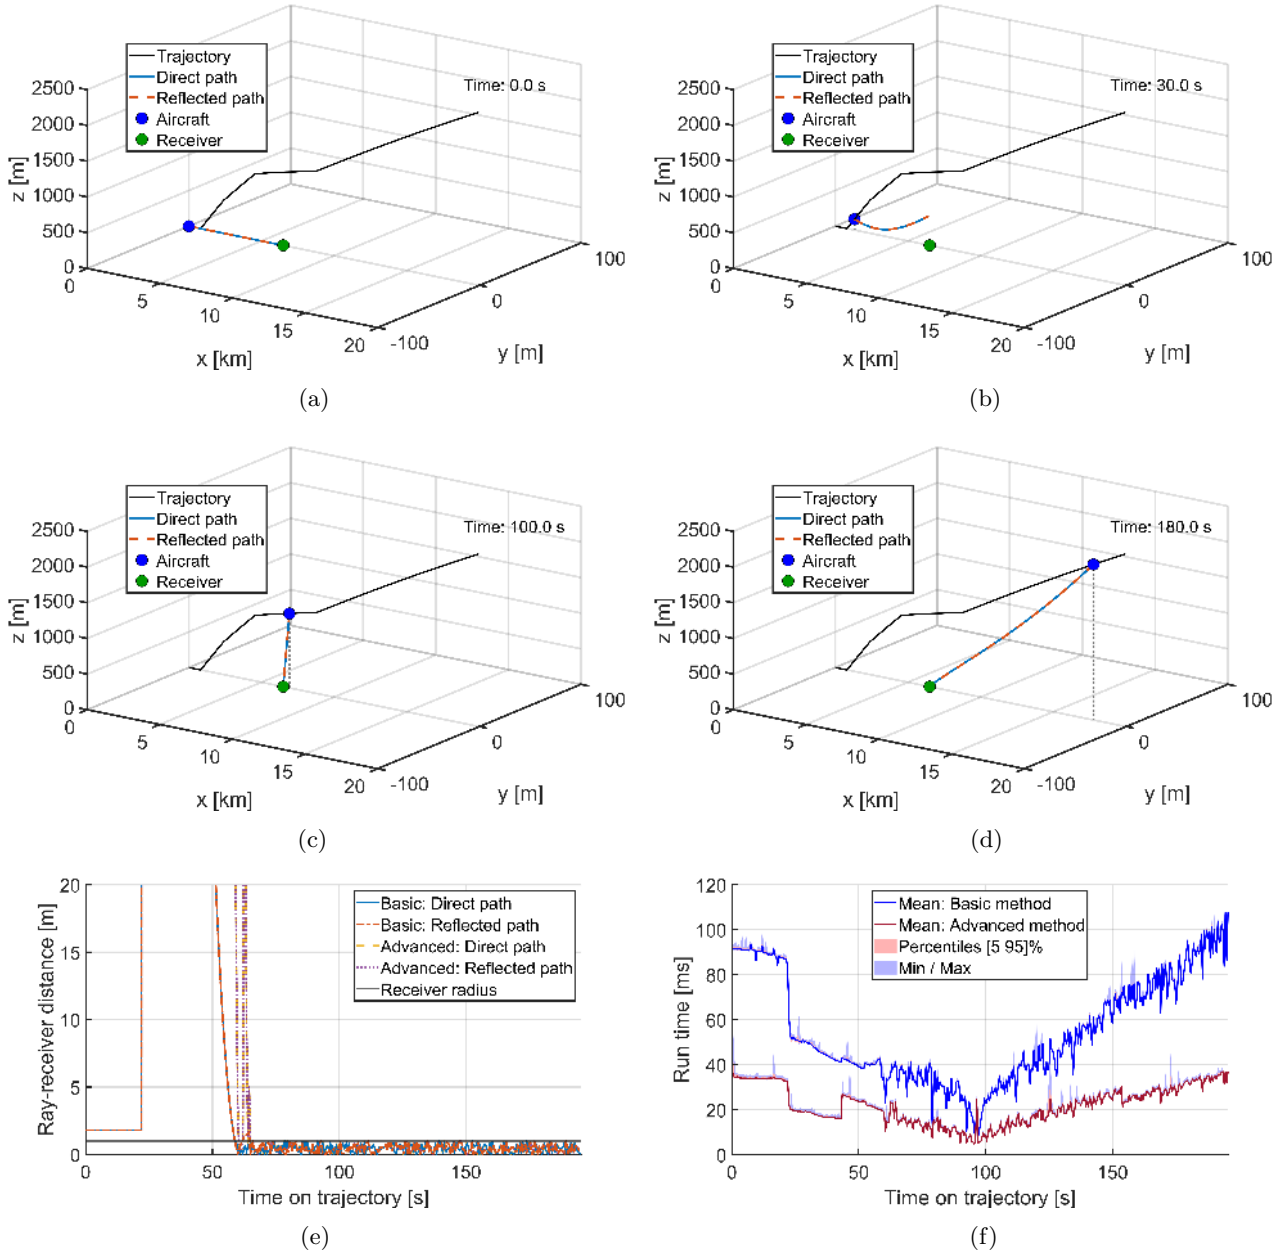 Trajectory
Direct path
Reflected path
Aircraft
Receiver
Time: 0.0 s
2500
2000
1500
1000
500
0
z [m]
0
5
10
15
20
x [km]
-100
0
100
y [m]
(a)
Trajectory
Direct path
Reflected path
Aircraft
Receiver
Time: 30.0 s
2500
2000
1500
1000
500
0
z [m]
0
5
10
15
20
x [km]
-100
0
100
y [m]
(b)
Trajectory
Direct path
Reflected path
Aircraft
Receiver
Time: 100.0 s
2500
2000
1500
1000
500
0
z [m]
0
5
10
15
20
x [km]
-100
0
100
y [m]
(c)
Trajectory
Direct path
Reflected path
Aircraft
Receiver
Time: 180.0 s
2500
2000
1500
1000
500
0
z [m]
0
5
10
15
20
x [km]
-100
0
100
y [m]
(d)
Basic: Direct path
Basic: Reflected path
Advanced: Direct path
Advanced: Reflected path
Receiver radius
20
15
10
5
0
Ray-receiver distance [m]
0
50
100
150
Time on trajectory [s]
(e)
Mean: Basic method
Mean: Advanced method
Percentiles [5 95]%
Min / Max
120
100
80
60
40
20
0
Run time [ms]
0
50
100
150
Time on trajectory [s]
(f)